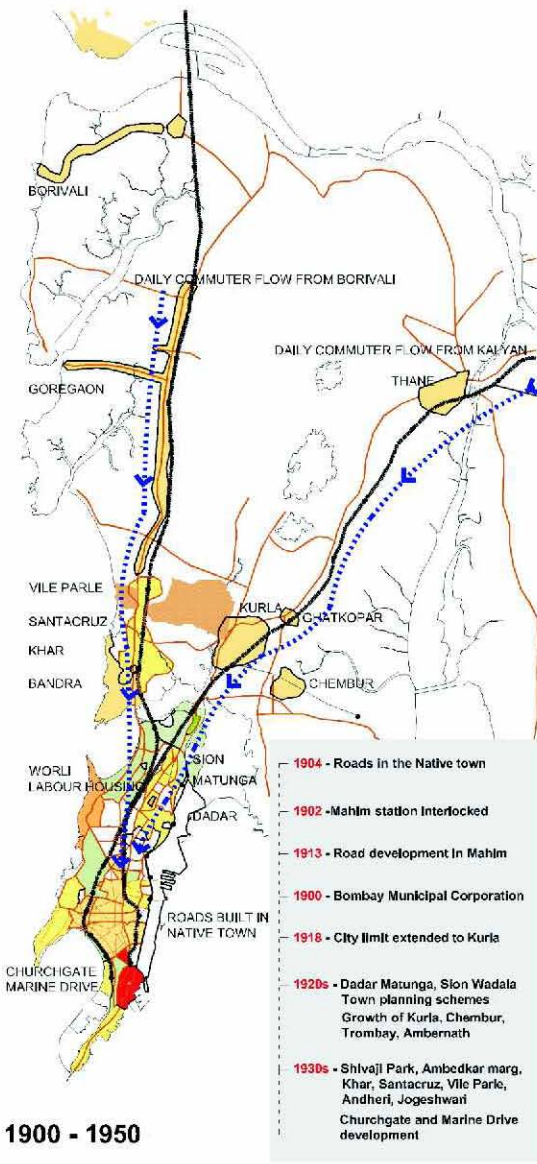 BORIVALI
DAILY COMMUTER FLOW FROM BORIVALI
DAILY COMMUTER FLOW FROM KALYAN
THANE
GOREGAON
VILE PARLE
KURLA
GHATKOPAR
SANTACRUZ
KHAR
BANDRA
CHEMBUR
SION
WORLI
LABOUR HOUSING
MATUNGA
DADAR
ROADS BUILT IN
NATIVE TOWN
CHURCHGATE
MARINE DRIVE
1904 - Roads in the Native town
1902 -Mahim station Interlocked
1913 - Road development in Mahim
1900 - Bombay Municipal Corporation
1918 - City limit extended to Kurla
1920s - Dadar Matunga, Sion Wadala
Town planning schemes
Growth of Kurla, Chembur,
Trombay, Ambernath
1930s - Shivaji Park, Ambedkar marg,
Khar, Santacruz, Vile Parle,
Andheri, Jogeshwari
Churchgate and Marine Drive
development
1900 - 1950